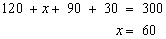 120 + x + 90 + 30 = 300
x = 60